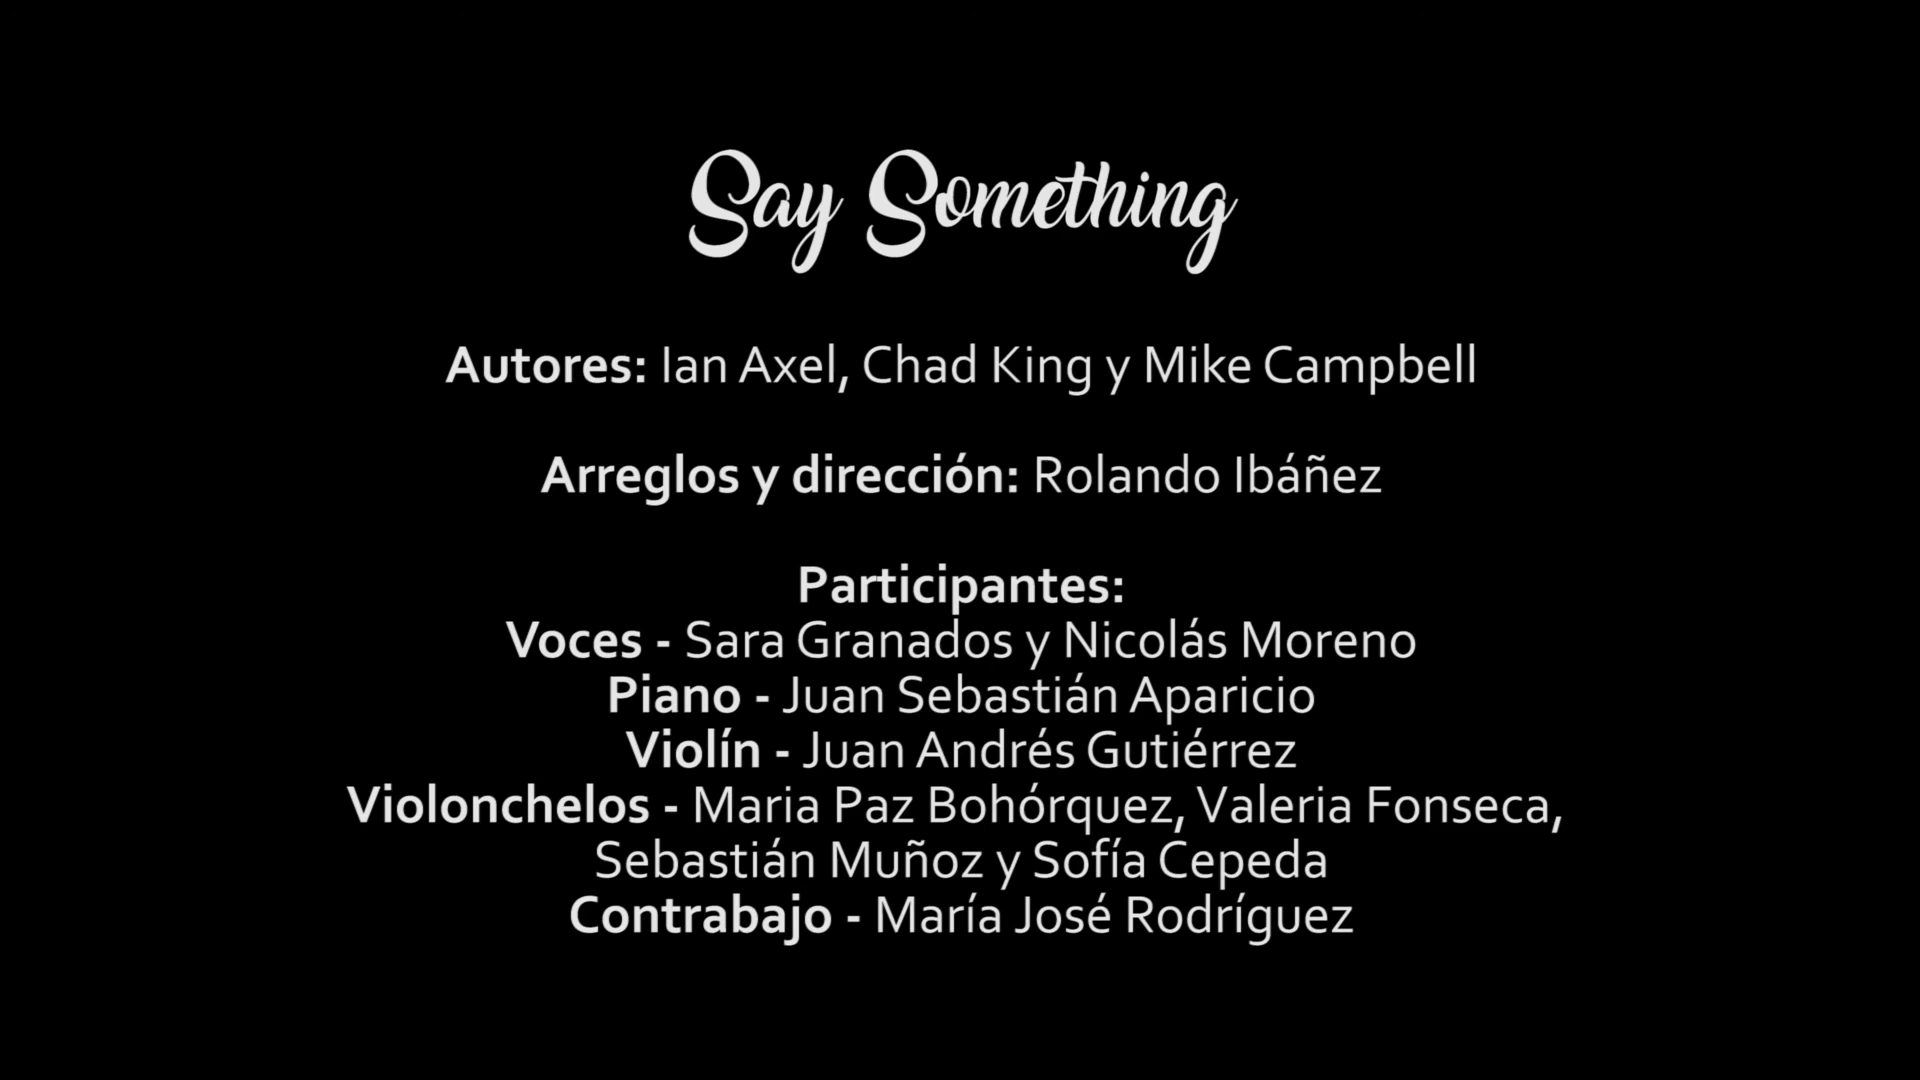 Say Something
Autores: Ian Axel, Chad King y Mike Campbell
Arreglos y dirección: Rolando Ibáñez
Participantes:
Voces - Sara Granados y Nicolás Moreno
Piano - Juan Sebastián Aparicio
Violín - Juan Andrés Gutiérrez
Violonchelos - Maria Paz Bohórquez, Valeria Fonseca,
Sebastián Muñoz y Sofía Cepeda
Contrabajo - María José Rodríguez